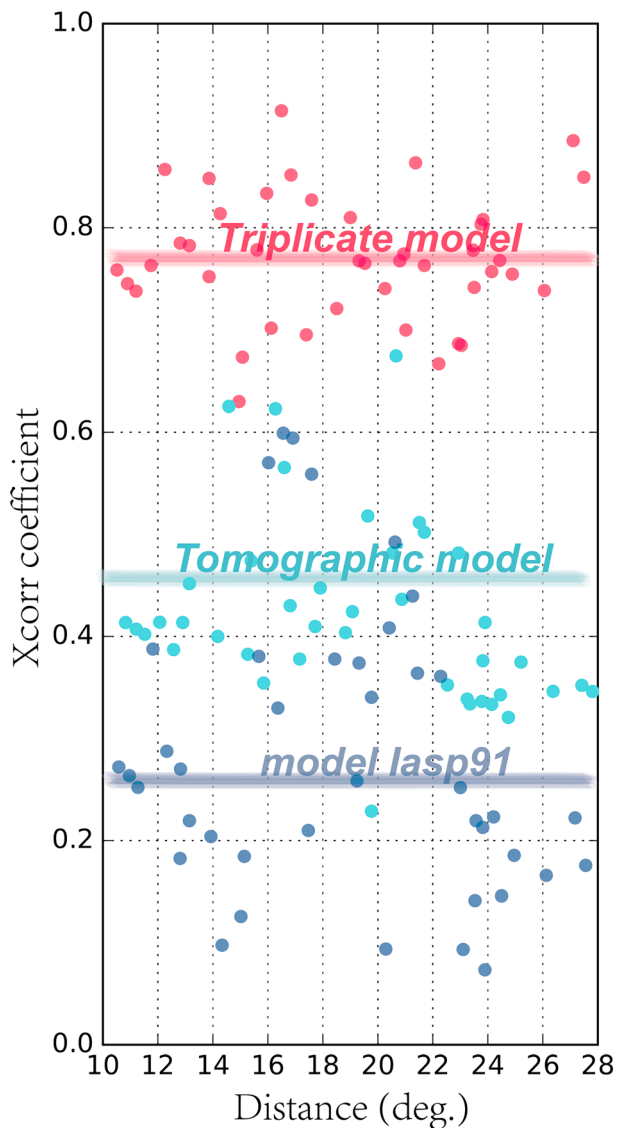 1.0
0.8
0.6
0.4
0.2
0.0
Xcorr coefficient
Triplicate model
Tomographic model
model Iasp91
10 12 14 16 18 20 22 24 26 28
Distance (deg.)